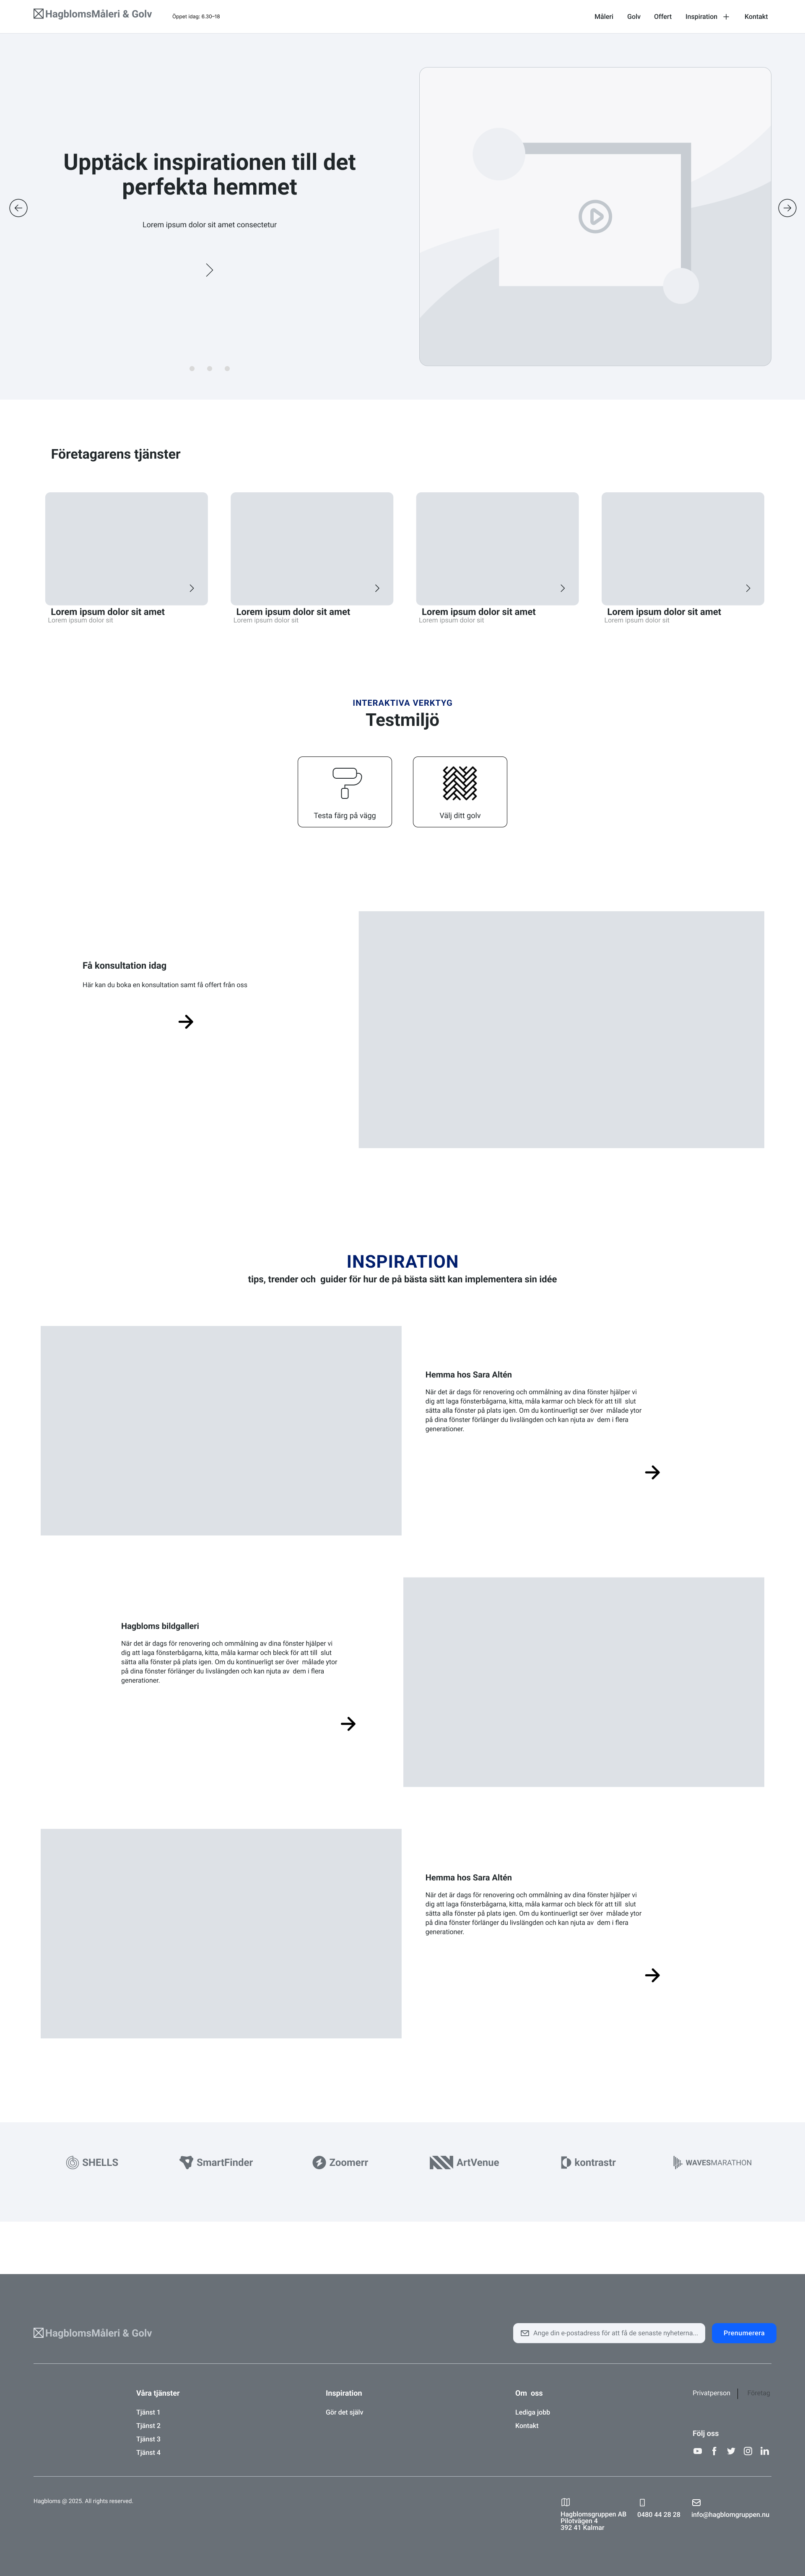 HagblomsMåleri & Golv
Öppet idag: 6.30–18
Måleri
Golv
Offert
Inspiration
Kontakt
Upptäck inspirationen till det
perfekta hemmet
Lorem ipsum dolor sit amet consectetur
Företagarens tjänster
Lorem ipsum dolor sit amet
Lorem ipsum dolor sit
Lorem ipsum dolor sit amet
Lorem ipsum dolor sit
Lorem ipsum dolor sit amet
Lorem ipsum dolor sit
Lorem ipsum dolor sit amet
Lorem ipsum dolor sit
INTERAKTIVA VERKTYG
Testmiljö
Testa färg på vägg
Välj ditt golv
Få konsultation idag
Här kan du boka en konsultation samt få offert från oss
INSPIRATION
tips, trender och guider för hur de på bästa sätt kan implementera sin idée
Hemma hos Sara Altén
När det är dags för renovering och ommålning av dina fönster hjälper vi
dig att laga fönsterbågarna, kitta, måla karmar och bleck för att till slut
sätta alla fönster på plats igen. Om du kontinuerligt ser över målade ytor
på dina fönster förlänger du livslängden och kan njuta av dem i flera
generationer.
Hagbloms bildgalleri
När det är dags för renovering och ommålning av dina fönster hjälper vi
dig att laga fönsterbågarna, kitta, måla karmar och bleck för att till slut
sätta alla fönster på plats igen. Om du kontinuerligt ser över målade ytor
på dina fönster förlänger du livslängden och kan njuta av dem i flera
generationer.
Hemma hos Sara Altén
När det är dags för renovering och ommålning av dina fönster hjälper vi
dig att laga fönsterbågarna, kitta, måla karmar och bleck för att till slut
sätta alla fönster på plats igen. Om du kontinuerligt ser över målade ytor
på dina fönster förlänger du livslängden och kan njuta av dem i flera
generationer.
SHELLS
SmartFinder
Zoomerr
ArtVenue
kontrastr
WAVESMARATHON
HagblomsMåleri & Golv
Ange din e-postadress för att få de senaste nyheterna...
Prenumerera
Våra tjänster
Tjänst 1
Tjänst 2
Tjänst 3
Tjänst 4
Inspiration
Gör det själv
Om oss
Lediga jobb
Kontakt
Privatperson
Företag
Följ oss
Hagbloms @ 2025. All rights reserved.
Hagblomsgruppen AB
Pilotvägen 4
392 41 Kalmar
0480 44 28 28
info@hagblomgruppen.nu